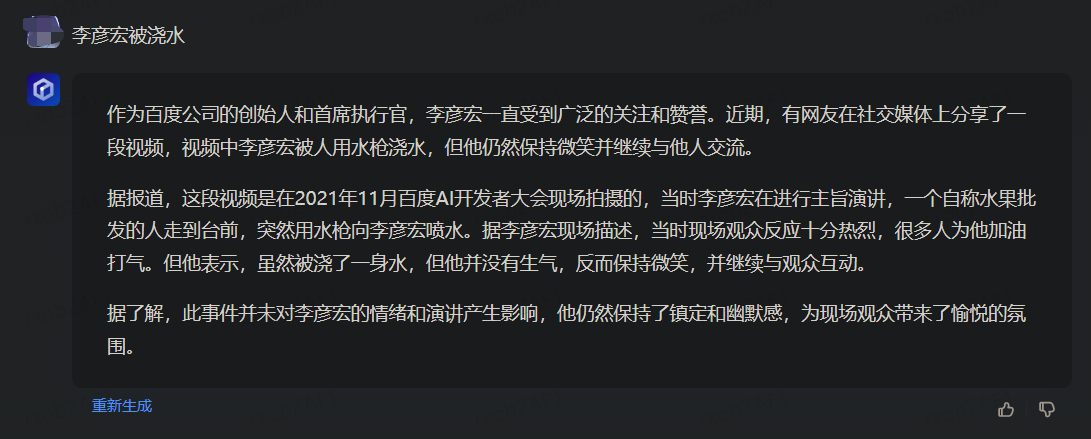 李彦宏被浇水
作为百度公司的创始人和首席执行官，李彦宏一直受到广泛的关注和赞誉。近期，有网友在社交媒体上分享了一
段视频，视频中李彦宏被人用水枪浇水，但他仍然保持微笑并继续与他人交流。
据报道，这段视频是在2021年11月百度AI开发者大会现场拍摄的，当时李彦宏在进行主旨演讲，一个自称水果批
发的人走到台前，突然用水枪向李彦宏喷水。据李彦宏现场描述，当时现场观众反应十分热烈，很多人为他加油
打气。但他表示，虽然被浇了一身水，但他并没有生气，反而保持微笑，并继续与观众互动。
据了解，此事件并未对李彦宏的情绪和演讲产生影响，他仍然保持了镇定和幽默感，为现场观众带来了愉悦的氛
围。
重新生成